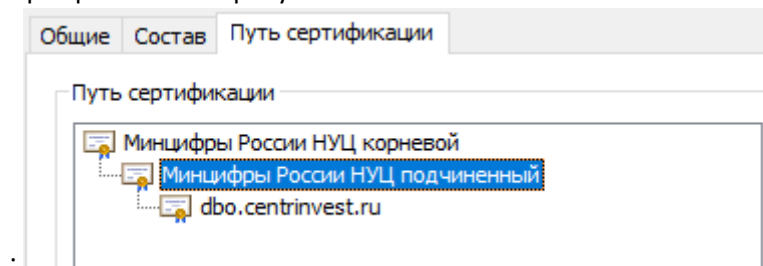 Общие Состав Путь сертификации
Путь сертификации
Минцифры России НУЦ корневой
Минцифры России НУЦ подчиненный
dbo.centrinvest.ru
.